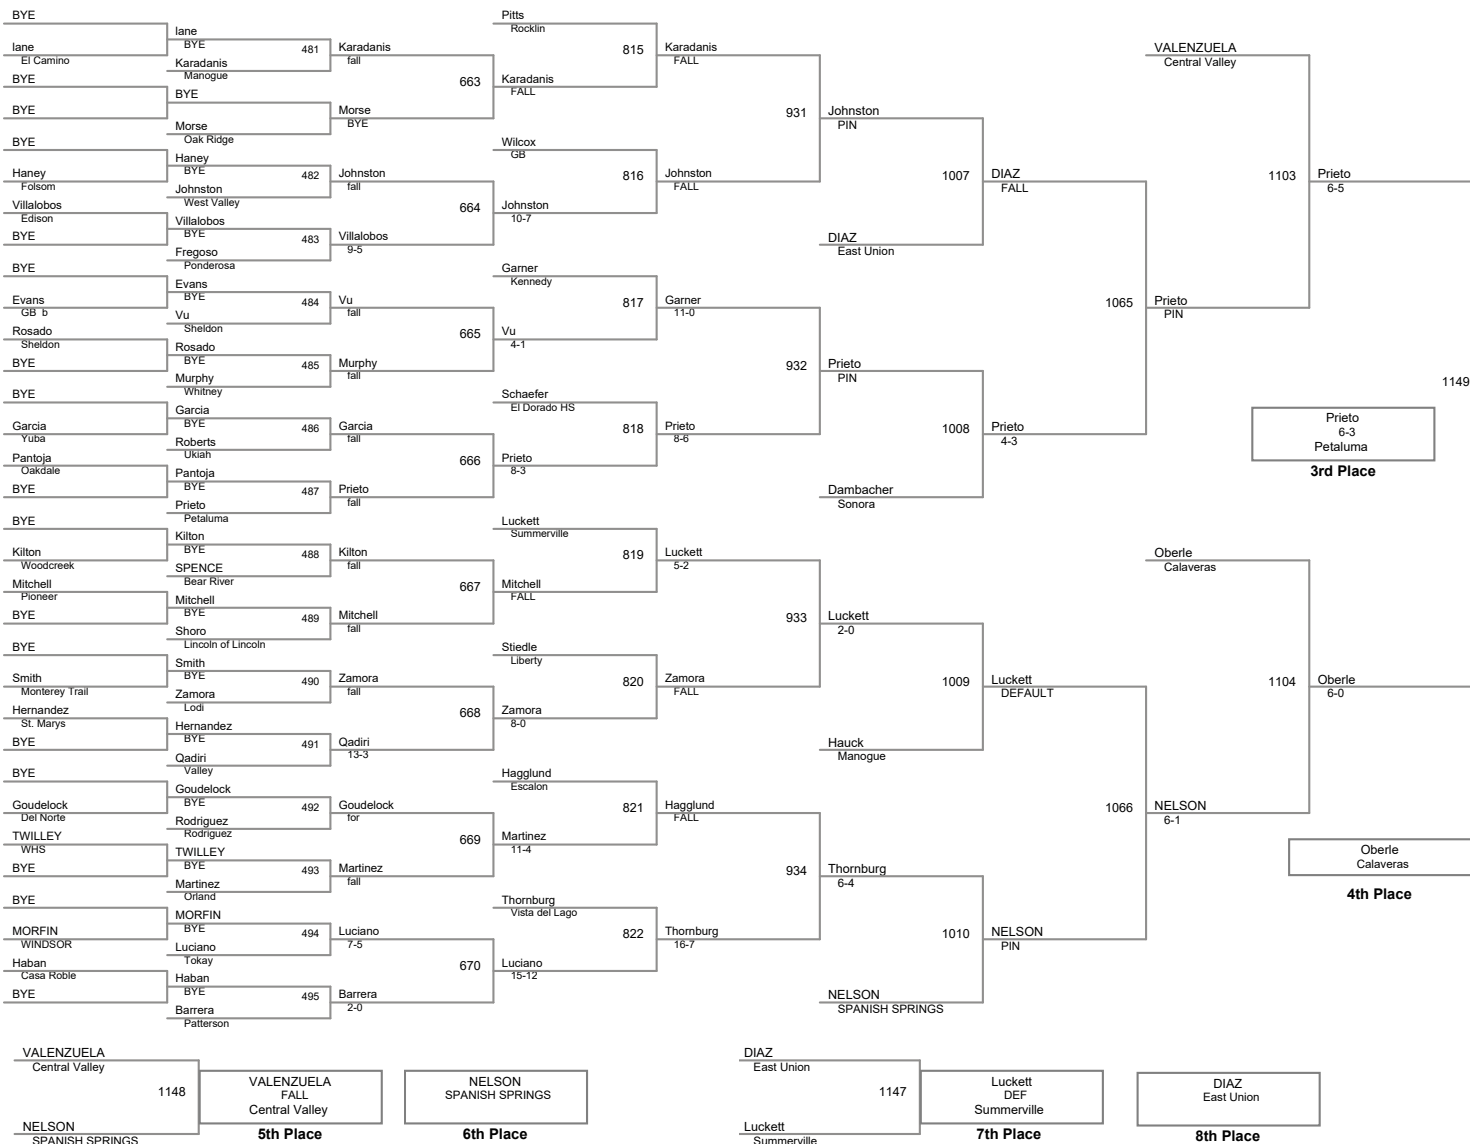 BYE
Iane
El Camino
BYE
BYE
BYE
Haney
Folsom
Villalobos
Edison
BYE
BYE
Evans
GB b
Rosado
Sheldon
BYE
BYE
Garcia
Yuba
Pantoja
Oakdale
BYE
BYE
Kilton
Woodcreek
Mitchell
Pioneer
BYE
BYE
Smith
Monterey Trail
Hernandez
St. Marys
BYE
BYE
Goudelock
Del Norte
TWILLEY
WHS
BYE
BYE
MORFIN
WINDSOR
Haban
Casa Roble
BYE
Iane
BYE
481
Karadanis
Manogue
BYE
Morse
Oak Ridge
Haney
BYE
482
Johnston
West Valley
Villalobos
BYE
483
Fregoso
Ponderosa
Evans
BYE
484
Vu
Sheldon
Rosado
BYE
485
Murphy
Whitney
Garcia
BYE
486
Roberts
Ukiah
Pantoja
BYE
487
Prieto
Petaluma
Kilton
BYE
488
SPENCE
Bear River
Mitchell
BYE
489
Shoro
Lincoln of Lincoln
Smith
BYE
490
Zamora
Lodi
Hernandez
BYE
491
Qadiri
Valley
Goudelock
BYE
492
Rodriguez
Rodriguez
TWILLEY
BYE
493
Martinez
Orland
MORFIN
BYE
494
Luciano
Tokay
Haban
BYE
495
Barrera
Patterson
Karadanis
fall
663
Morse
BYE
Johnston
fall
664
Villalobos
9-5
Vu
fall
665
Murphy
fall
Garcia
fall
666
Prieto
fall
Kilton
fall
667
Mitchell
fall
Zamora
fall
668
Qadiri
13-3
Goudelock
for
669
Martinez
fall
Luciano
7-5
670
Barrera
2-0
Pitts
Rocklin
815
Karadanis
FALL
Wilcox
GB
816
Johnston
10-7
Garner
Kennedy
817
Vu
4-1
Schaefer
El Dorado HS
818
Prieto
8-3
Luckett
Summerville
819
Mitchell
FALL
Stiedle
Liberty
820
Zamora
8-0
Hagglund
Escalon
821
Martinez
11-4
Thornburg
Vista del Lago
822
Luciano
15-12
Karadanis
FALL
931
Johnston
FALL
Garner
11-0
932
Prieto
8-6
Luckett
5-2
933
Zamora
FALL
Hagglund
FALL
934
Thornburg
16-7
Johnston
PIN
1007
DIAZ
East Union
Prieto
PIN
1008
Dambacher
Sonora
Luckett
2-0
1009
Hauck
Manogue
Thornburg
6-4
1010
NELSON
SPANISH SPRINGS
DIAZ
FALL
1065
Prieto
4-3
Luckett
DEFAULT
1066
NELSON
PIN
VALENZUELA
Central Valley
1103
Prieto
PIN
Oberle
Calaveras
1104
NELSON
6-1
Prieto
6-5
1149
Oberle
6-0
Prieto
6-3
Petaluma
3rd Place
Oberle
Calaveras
4th Place
VALENZUELA
Central Valley
1148
NELSON
SPANISH SPRINGS
VALENZUELA
FALL
Central Valley
5th Place
NELSON
SPANISH SPRINGS
6th Place
DIAZ
East Union
1147
Luckett
Summerville
Luckett
DEF
Summerville
7th Place
DIAZ
East Union
8th Place